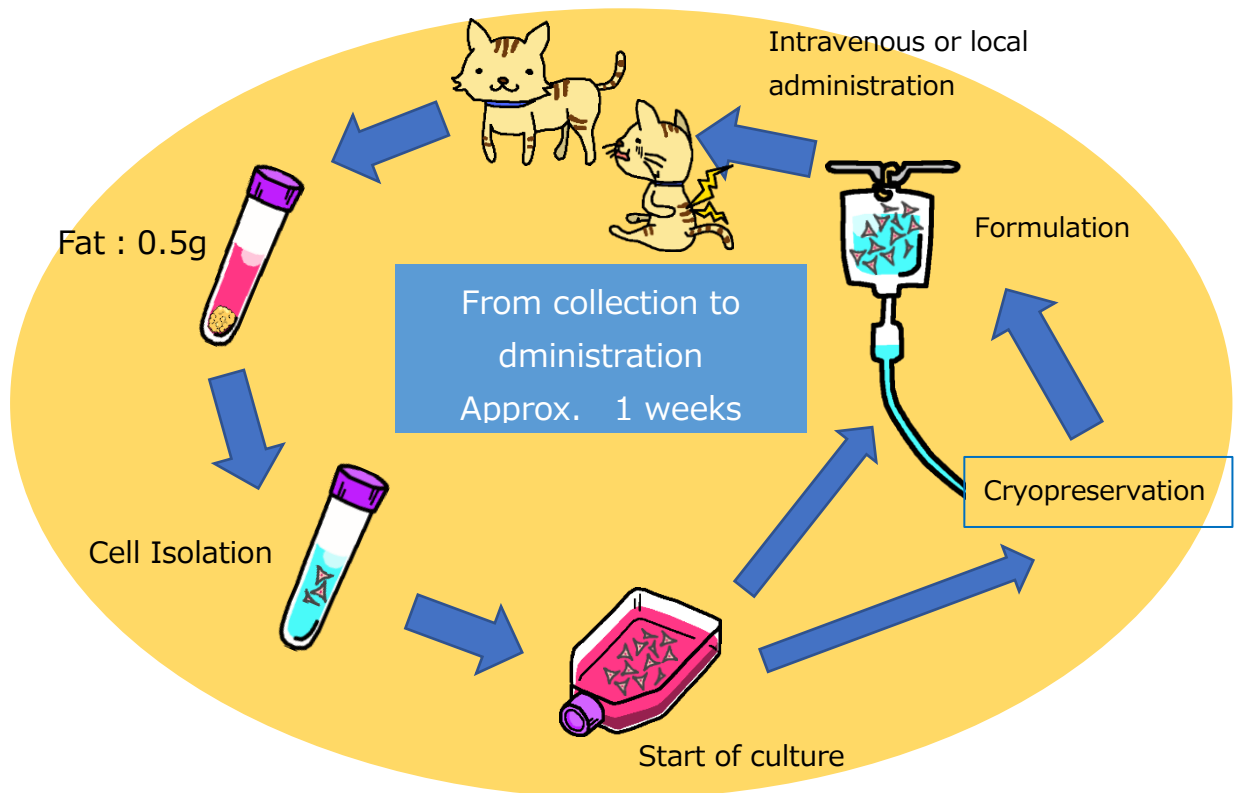 Intravenous or local
administration
Fat : 0.5g
Formulation
From collection to
dministration
Approx. 1 weeks
Cryopreservation
Cell Isolation
Start of culture